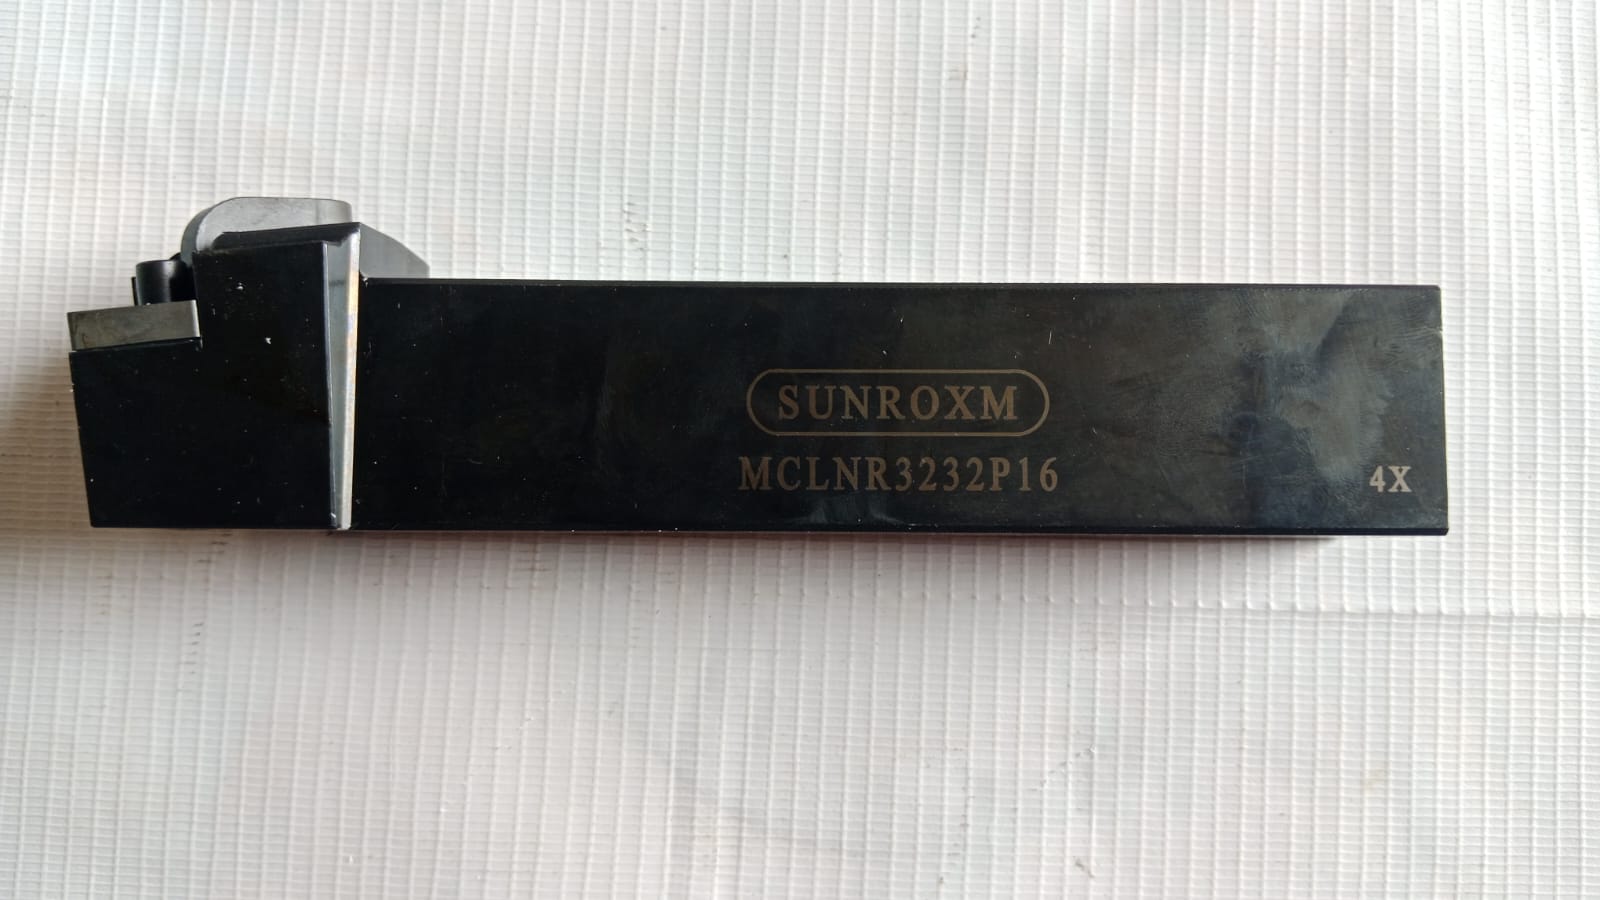 SUNROXM
MCLNR3232P16
4X